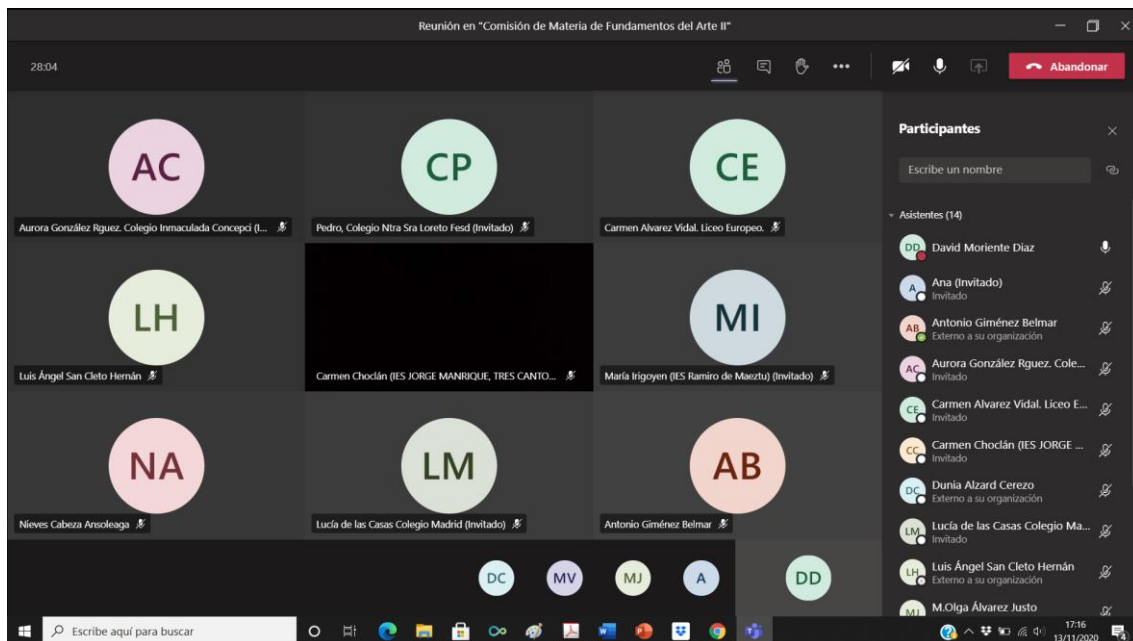 Reunión en "Comisión de Materia de Fundamentos del Arte II"
28:04
Abandonar
AC
Aurora González Rguez. Colegio Inmaculada Concepci (I...
CP
Pedro, Colegio Ntra Sra Loreto Fesd (Invitado)
CE
Carmen Alvarez Vidal. Liceo Europeo.
LH
Luis Ángel San Cleto Hernán
Carmen Choclán (IES JORGE MANRIQUE, TRES CANTO...
MI
María Irigoyen (IES Ramiro de Maeztu) (Invitado)
NA
Nieves Cabeza Ansoleaga
LM
Lucía de las Casas Colegio Madrid (Invitado)
AB
Antonio Giménez Belmar
DC
MV
MJ
A
DD
Participantes
Escribe un nombre
Asistentes (14)
DD
David Moriente Diaz
A
Ana (Invitado)
Invitado
AB
Antonio Giménez Belmar
Externo a su organización
AC
Aurora González Rguez. Cole...
Invitado
CE
Carmen Alvarez Vidal. Liceo E...
Invitado
CC
Carmen Choclán (IES JORGE ...
Invitado
DC
Dunia Alzard Cerezo
Externo a su organización
LM
Lucía de las Casas Colegio Ma...
Invitado
LH
Luis Ángel San Cleto Hernán
Externo a su organización
MJ
M.Olga Álvarez Justo
Escribe aquí para buscar
17:16
13/11/2020